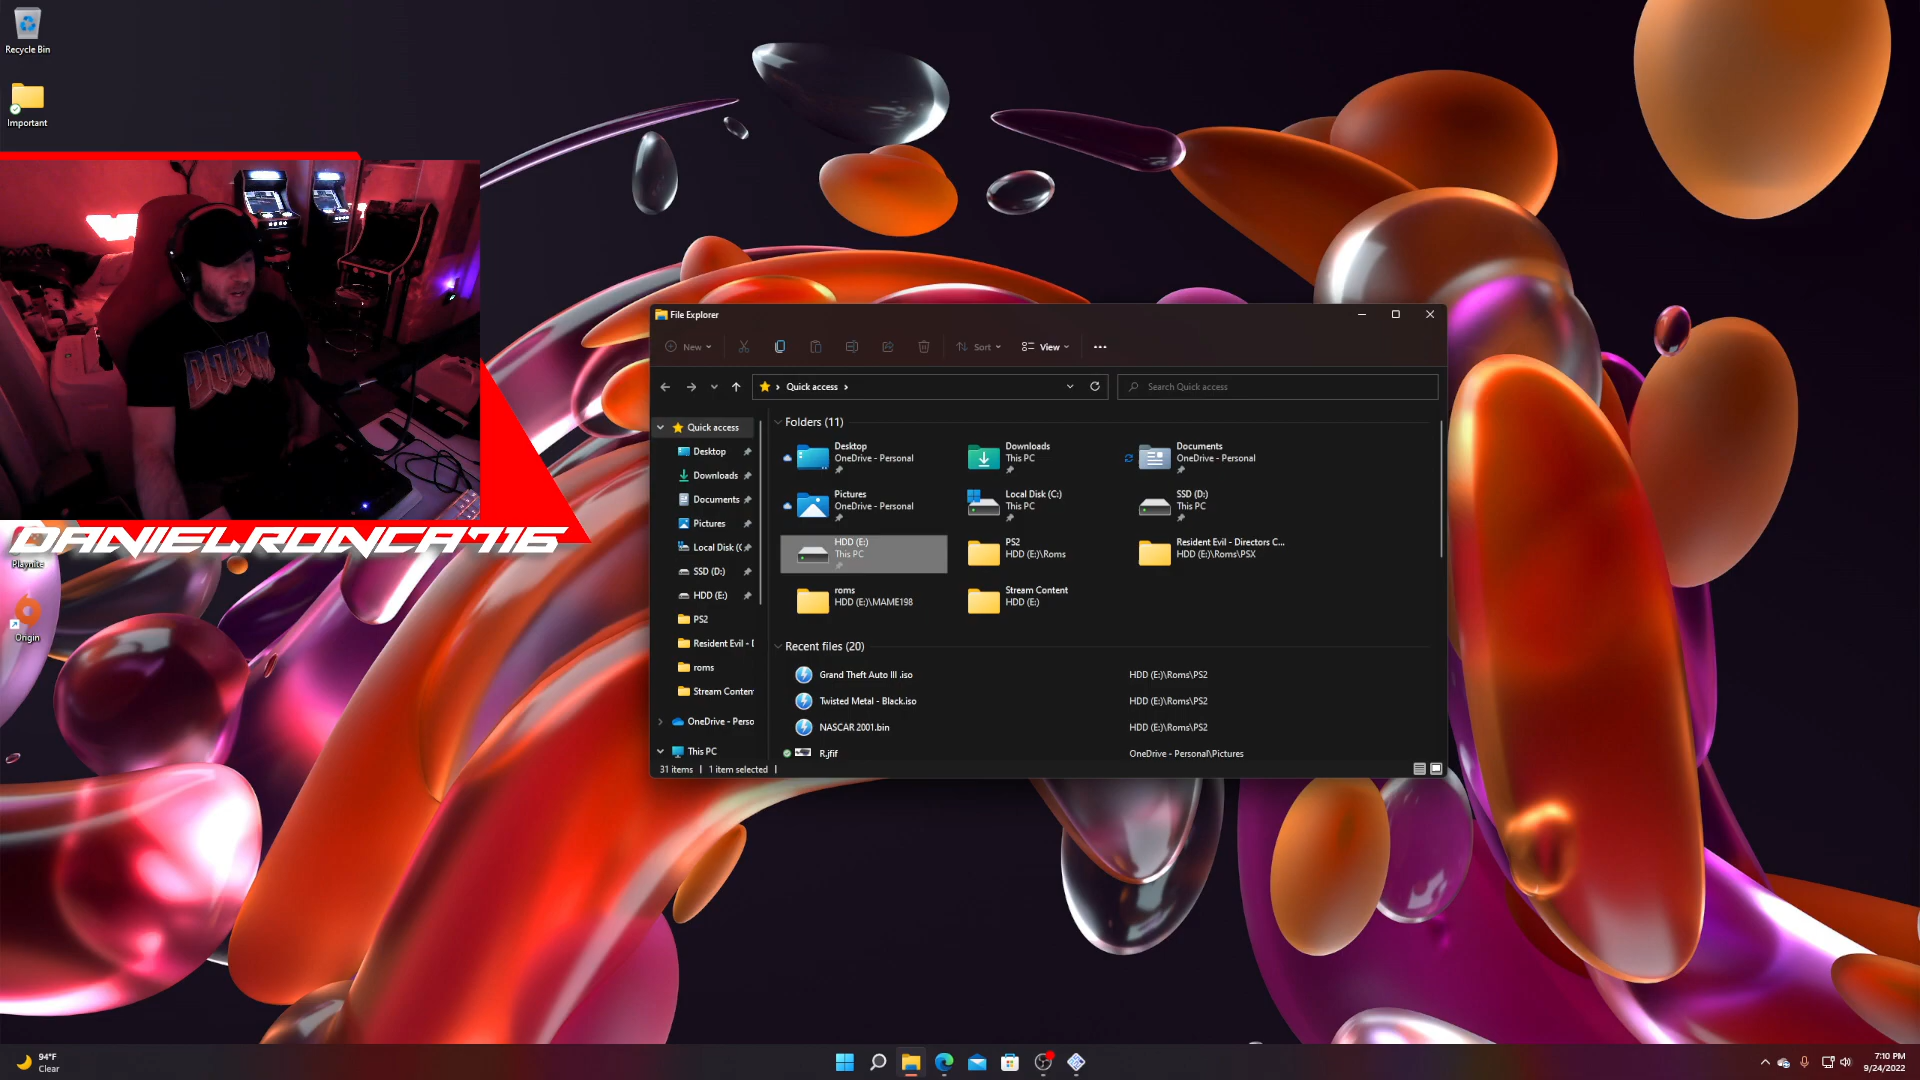 Recycle Bin
Important
DOOM
DANIELRONCA716
Playnite
Origin
File Explorer
New
Sort
View
Quick access
Search Quick access
Quick access
Desktop
Downloads
Documents
Pictures
Local Disk (C
SSD (D:)
HDD (E:)
PS2
Resident Evil - D
roms
Stream Conten
OneDrive - Perso
This PC
Folders (11)
Desktop
OneDrive - Personal
Downloads
This PC
Documents
OneDrive - Personal
Pictures
OneDrive - Personal
Local Disk (C:)
This PC
SSD (D:)
This PC
HDD (E:)
This PC
PS2
HDD (E:)\Roms
Resident Evil - Directors C...
HDD (E:)\Roms\PSX
roms
HDD (E:)\MAME198
Stream Content
HDD (E:)
Recent files (20)
Grand Theft Auto III .iso HDD (E:)\Roms\PS2
Twisted Metal - Black.iso HDD (E:)\Roms\PS2
NASCAR 2001.bin HDD (E:)\Roms\PS2
R.jfif OneDrive - Personal\Pictures
31 items | 1 item selected |
94°F
Clear
7:10 PM
9/24/2022